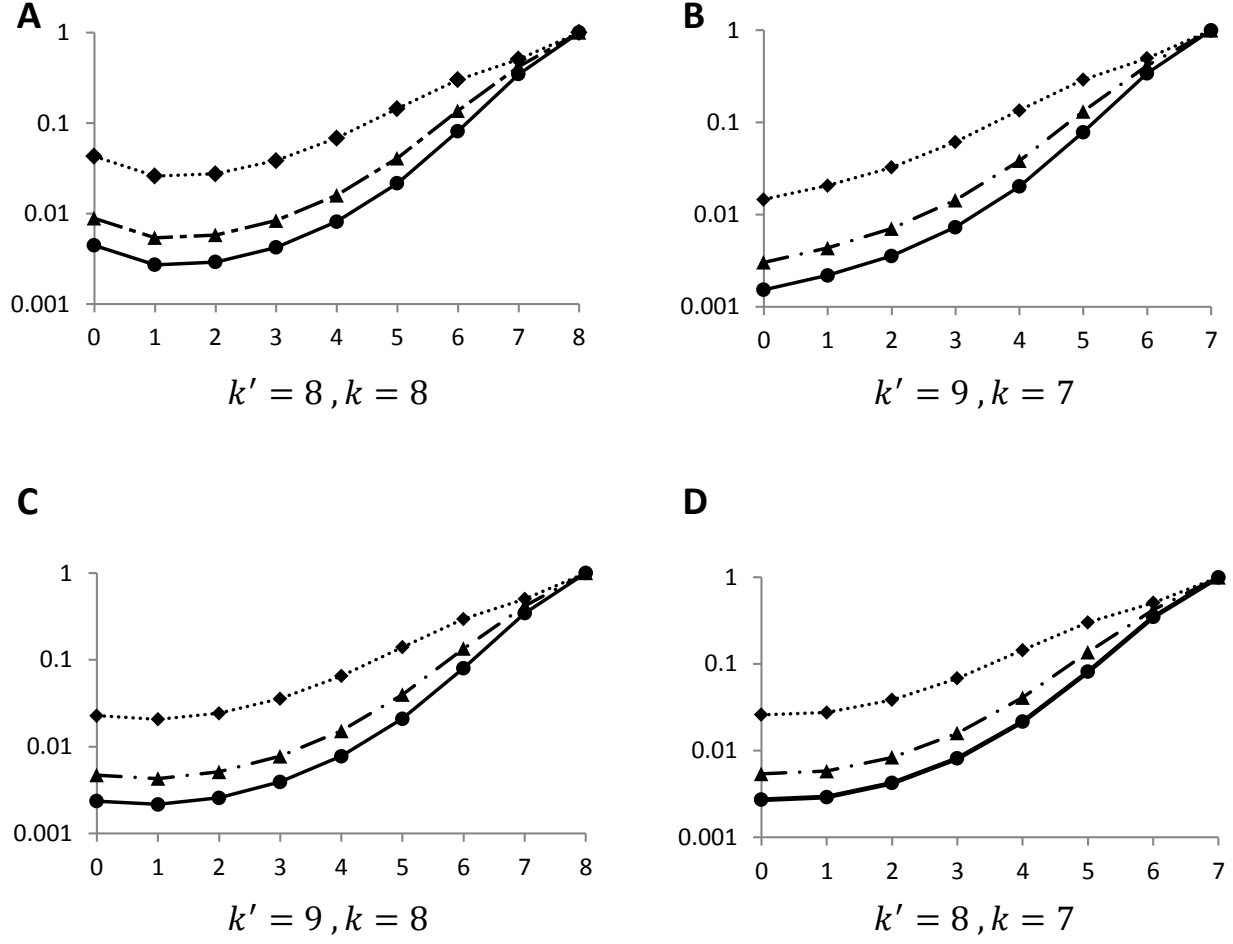 A
1
0.1
0.01
0.001
0 1 2 3 4 5 6 7 8
k′ = 8 , k = 8
B
1
0.1
0.01
0.001
0 1 2 3 4 5 6 7
k′ = 9 , k = 7
C
1
0.1
0.01
0.001
0 1 2 3 4 5 6 7 8
k′ = 9 , k = 8
D
1
0.1
0.01
0.001
0 1 2 3 4 5 6 7
k′ = 8 , k = 7